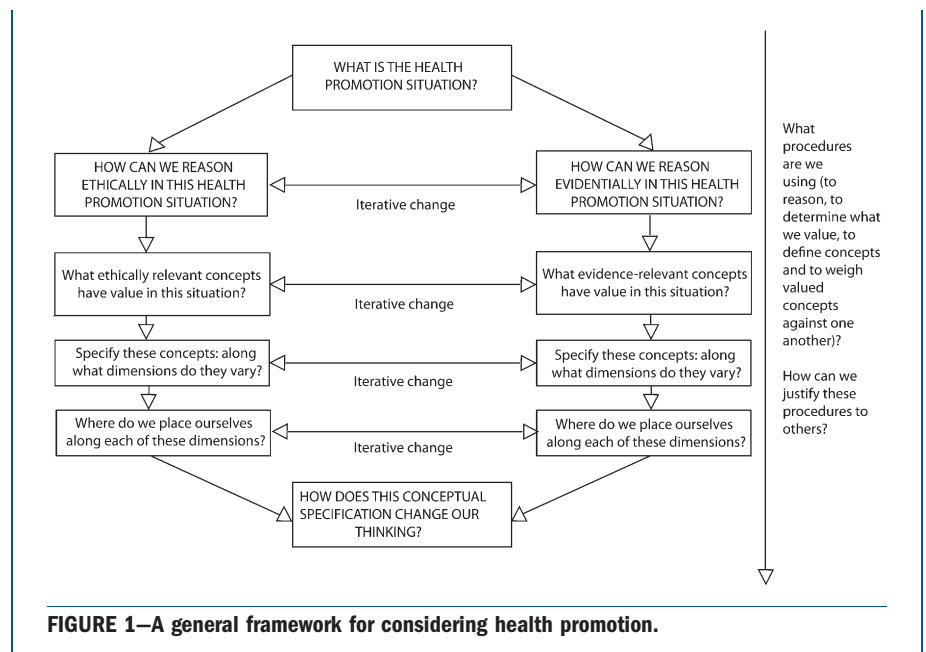 WHAT IS THE HEALTH
PROMOTION SITUATION?
HOW CAN WE REASON
ETHICALLY IN THIS HEALTH
PROMOTION SITUATION?
Iterative change
HOW CAN WE REASON
EVIDENTIALLY IN THIS HEALTH
PROMOTION SITUATION?
What ethically relevant concepts
have value in this situation?
Iterative change
What evidence-relevant concepts
have value in this situation?
Specify these concepts: along
what dimensions do they vary?
Iterative change
Specify these concepts: along
what dimensions do they vary?
Where do we place ourselves
along each of these dimensions?
Iterative change
Where do we place ourselves
along each of these dimensions?
HOW DOES THIS CONCEPTUAL
SPECIFICATION CHANGE OUR
THINKING?
What
procedures
are we
using (to
reason, to
determine what
we value, to
define concepts
and to weigh
valued
concepts
against one
another)?
How can we
justify these
procedures to
others?
FIGURE 1—A general framework for considering health promotion.